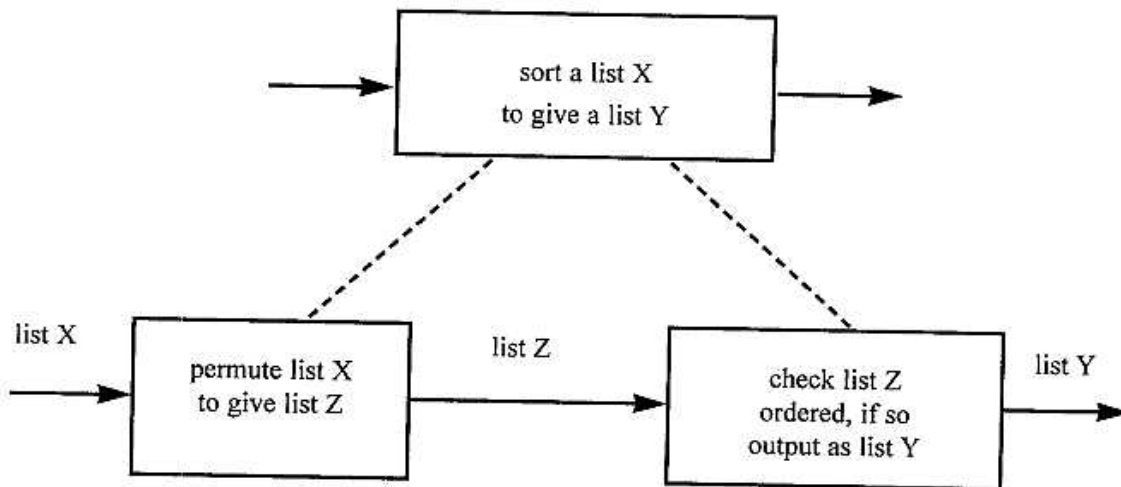 sort a list X
to give a list Y
list X
permute list X
to give list Z
list Z
check list Z
ordered, if so
output as list Y
list Y